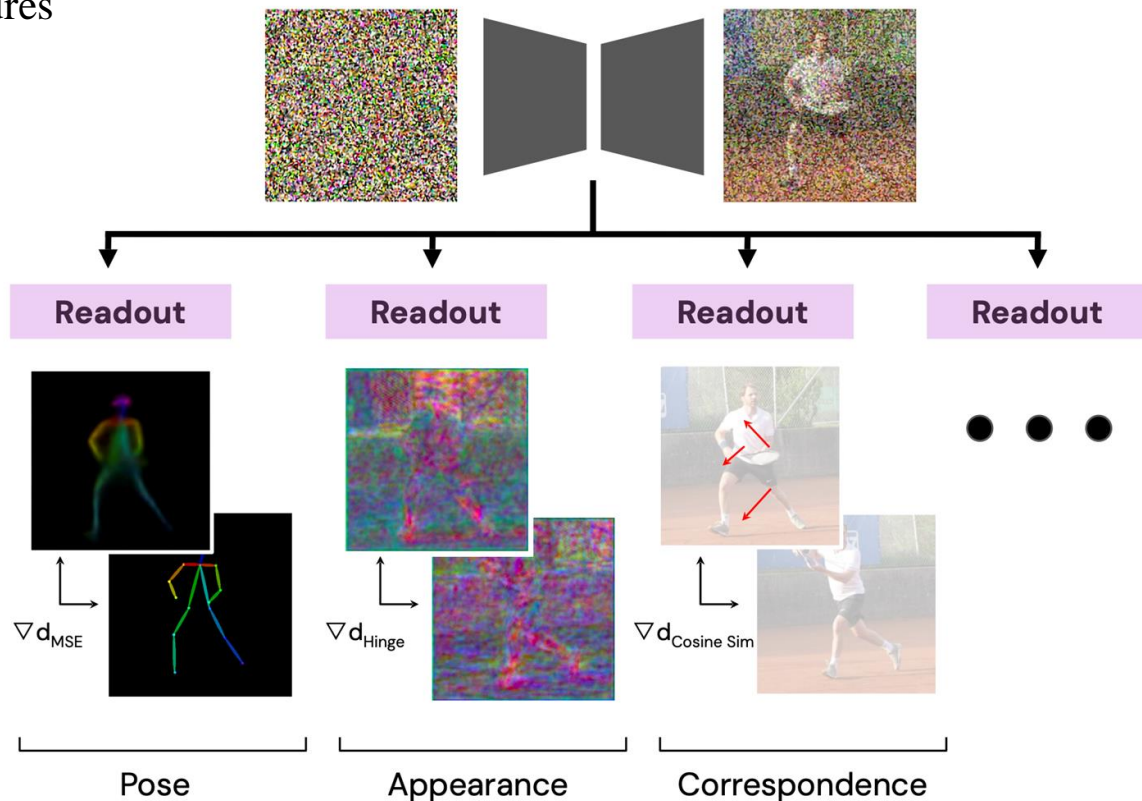 Readout Readout Readout Readout
∇d_MSE ∇d_Hinge ∇d_Cosine Sim
Pose Appearance Correspondence